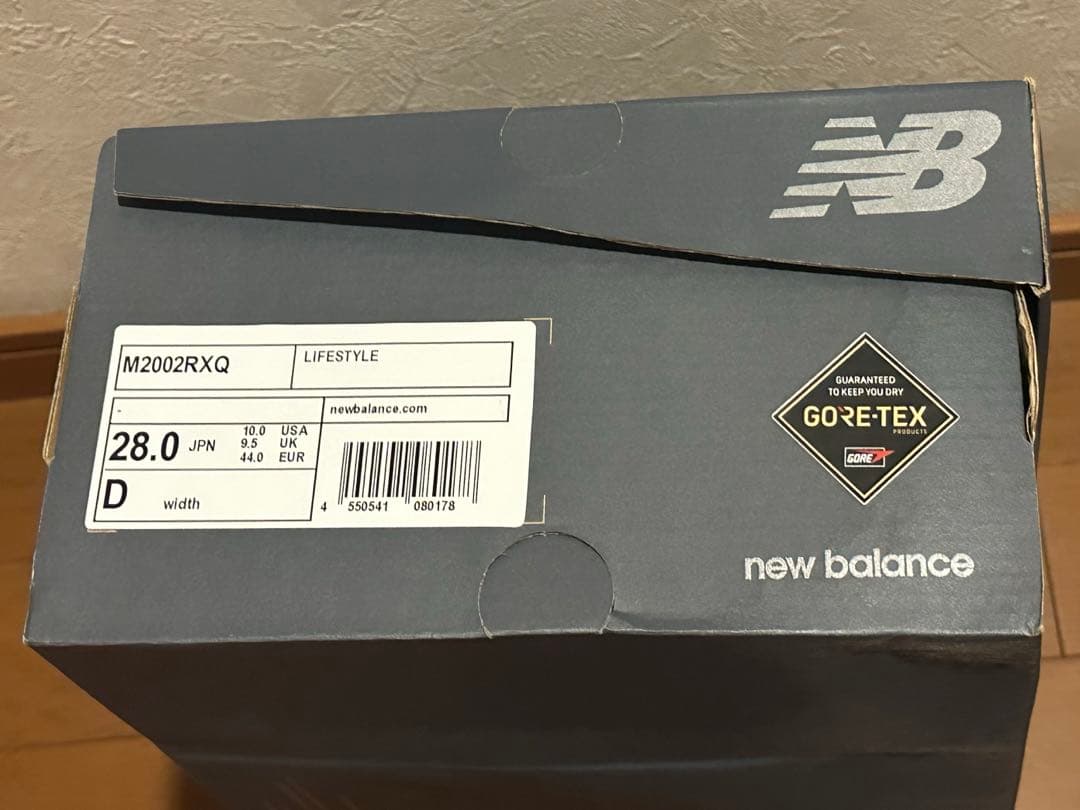 NB
M2002RXQ
LIFESTYLE
-
newbalance.com
28.0 JPN
10.0 USA
9.5 UK
44.0 EUR
D width
4 550541 080178
GUARANTEED
TO KEEP YOU DRY
GORE-TEX
PRODUCTS
GORE
new balance